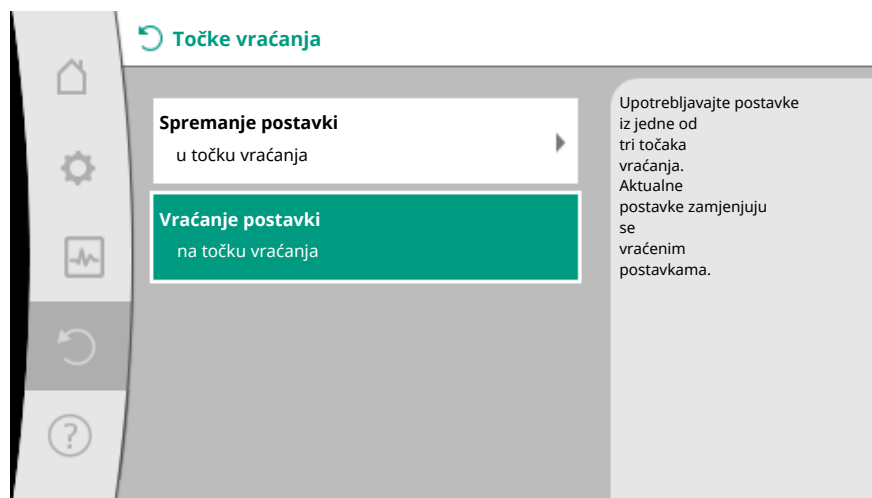 Točke vraćanja
Spremanje postavki
u točku vraćanja
Vraćanje postavki
na točku vraćanja
Upotrebljavajte postavke
iz jedne od
tri točaka
vraćanja.
Aktualne
postavke zamjenjuju
se
vraćenim
postavkama.
?